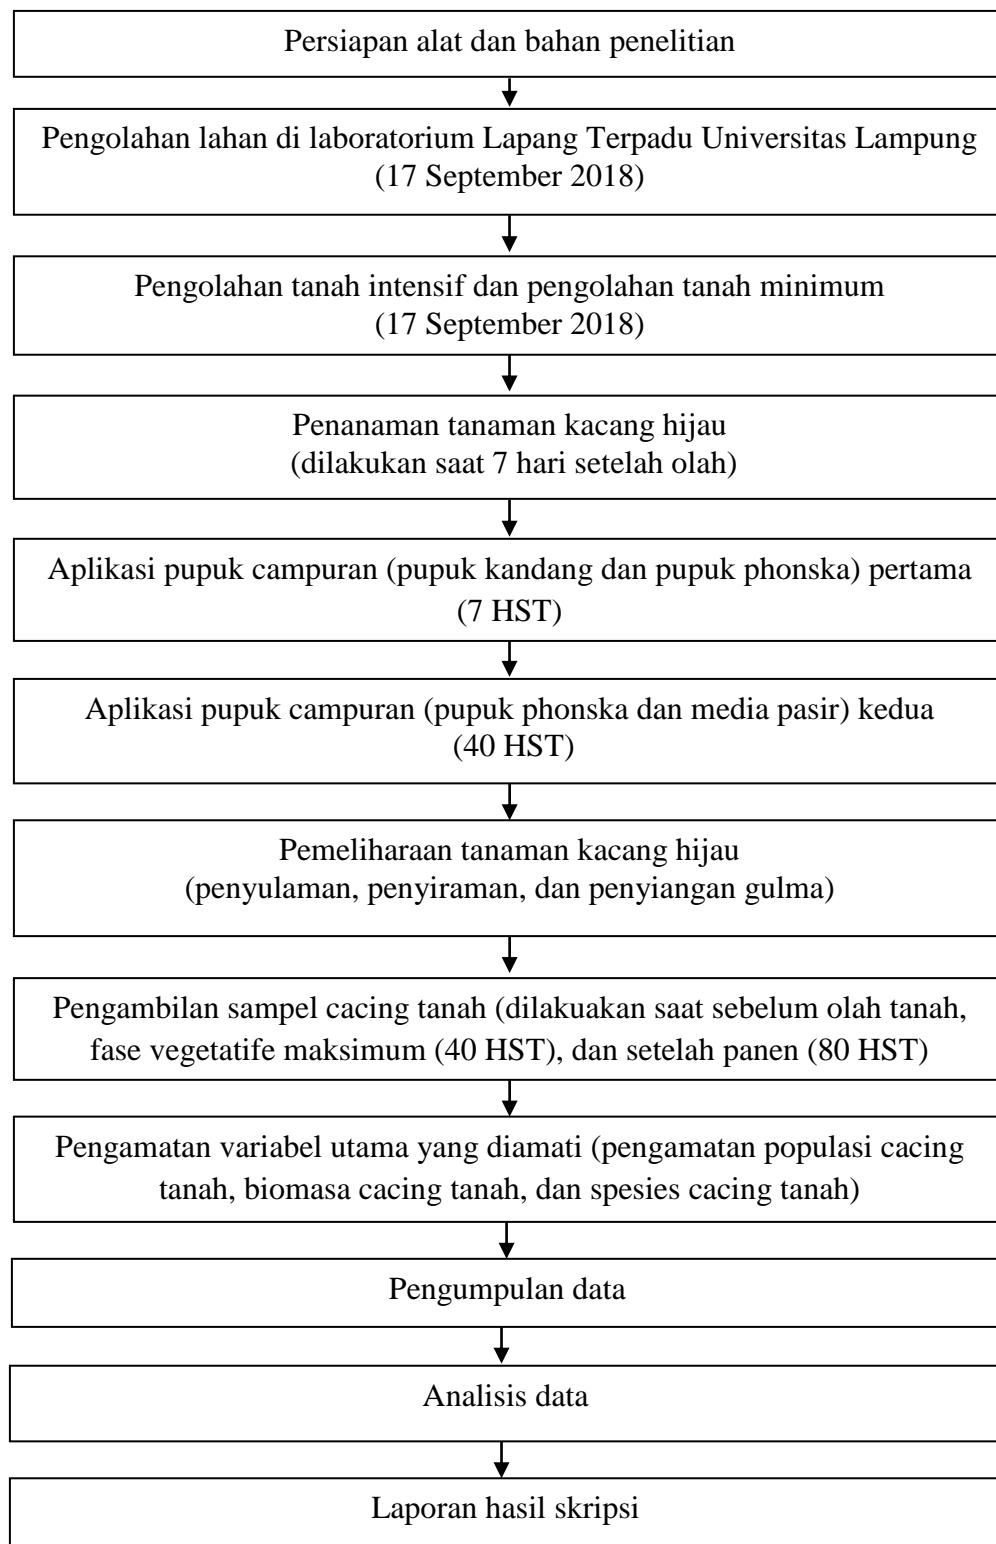 Persiapan alat dan bahan penelitian
Pengolahan lahan di laboratorium Lapang Terpadu Universitas Lampung
(17 September 2018)
Pengolahan tanah intensif dan pengolahan tanah minimum
(17 September 2018)
Penanaman tanaman kacang hijau
(dilakukan saat 7 hari setelah olah)
Aplikasi pupuk campuran (pupuk kandang dan pupuk phonska) pertama
(7 HST)
Aplikasi pupuk campuran (pupuk phonska dan media pasir) kedua
(40 HST)
Pemeliharaan tanaman kacang hijau
(penyulaman, penyiraman, dan penyiangan gulma)
Pengambilan sampel cacing tanah (dilakuakan saat sebelum olah tanah,
fase vegetatife maksimum (40 HST), dan setelah panen (80 HST)
Pengamatan variabel utama yang diamati (pengamatan populasi cacing
tanah, biomasa cacing tanah, dan spesies cacing tanah)
Pengumpulan data
Analisis data
Laporan hasil skripsi